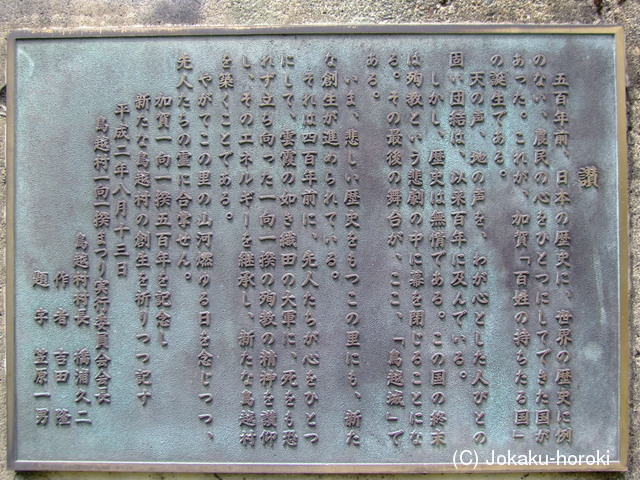 讃
五百年前、日本の歴史に、世界の歴史に例
のない、農民の心をひとつにしてできた国が
あった。これが、加賀「百姓の持ちたる国」
の誕生である。
天の声、地の声を、わが心とした人びとの
固い団結は、以来百年に及んでいる。
しかし、歴史は無情である。この国の終末
は殉教という悲劇の中に幕を閉じることにな
る。その最後の舞台が、ここ、「鳥越城」で
ある。
いま、悲しい歴史をもつこの里にも、新た
な創生が進められている。
それは四百年前に、先人たちが心をひとつ
にして、雲霞の如き織田の大軍に、死をも恐
れず立ち向った一向一揆の殉教の精神を讃仰
し、そのエネルギーを継承し、新たな鳥越村
を築くことである。
やがてこの里の山河燃ゆる日を念じつつ、
先人たちの霊に合掌せん。
加賀一向一揆五百年を記念し
新たな鳥越村の創生を祈りつつ記す
平成二年八月十三日
鳥越村一向一揆まつり実行委員会会長
鳥越村村長 橋浦久二
作者 吉田隆
題字 笠原一男
(C) Jokaku-horoki